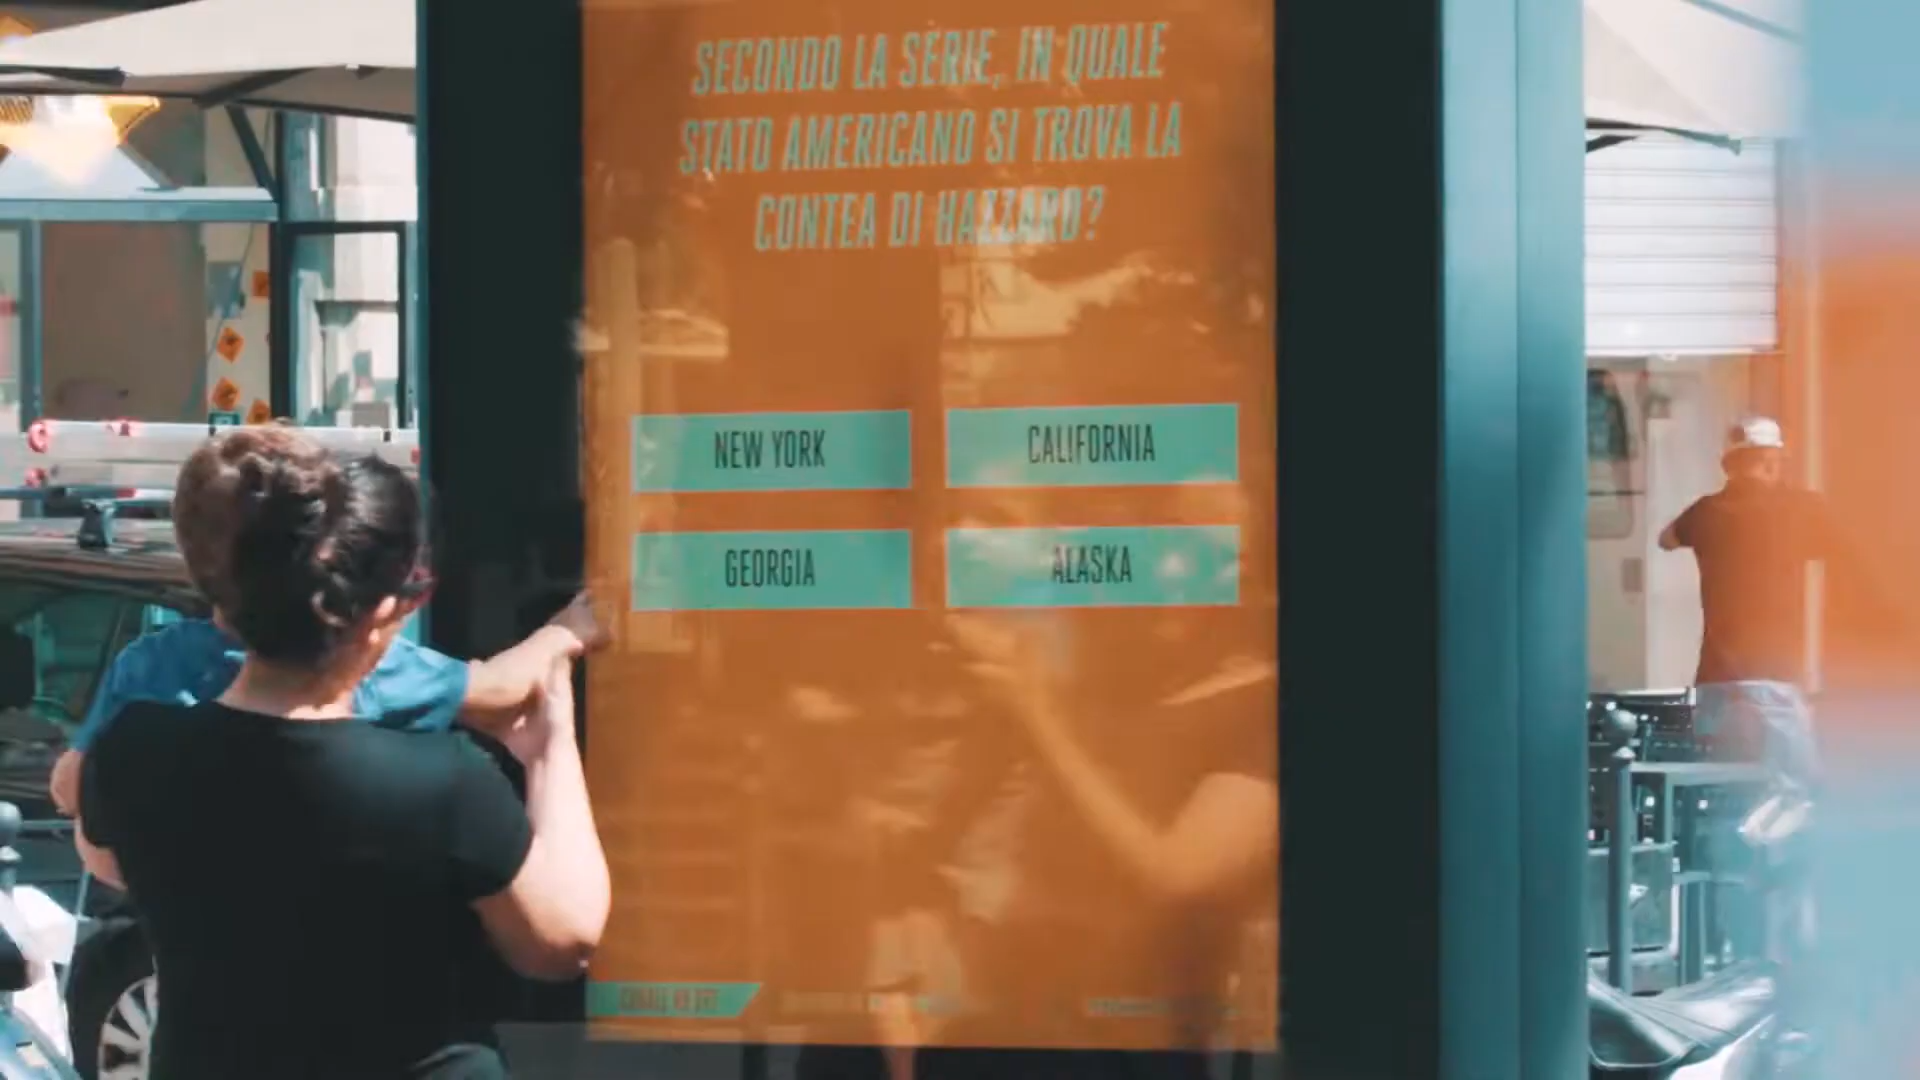 SECONDO LA SERIE, IN QUALE
STATO AMERICANO SI TROVA LA
CONTEA DI HAZZARD?
NEW YORK
CALIFORNIA
GEORGIA
ALASKA